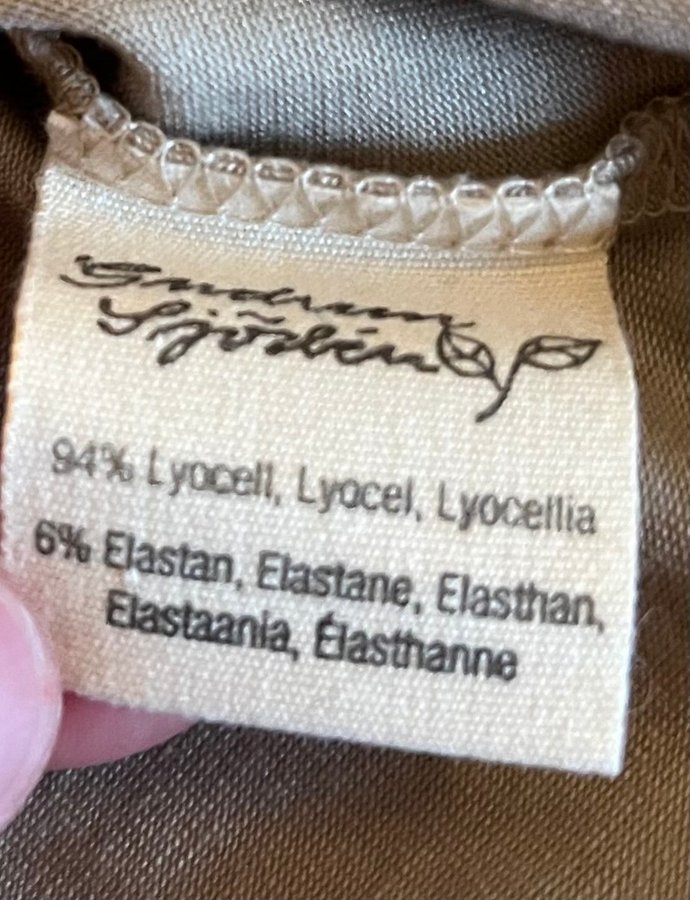 Gudrun
Sjödén
94% Lyocell, Lyocel, Lyocellia
6% Elastan, Elastane, Elasthan,
Elastaania, Élasthanne